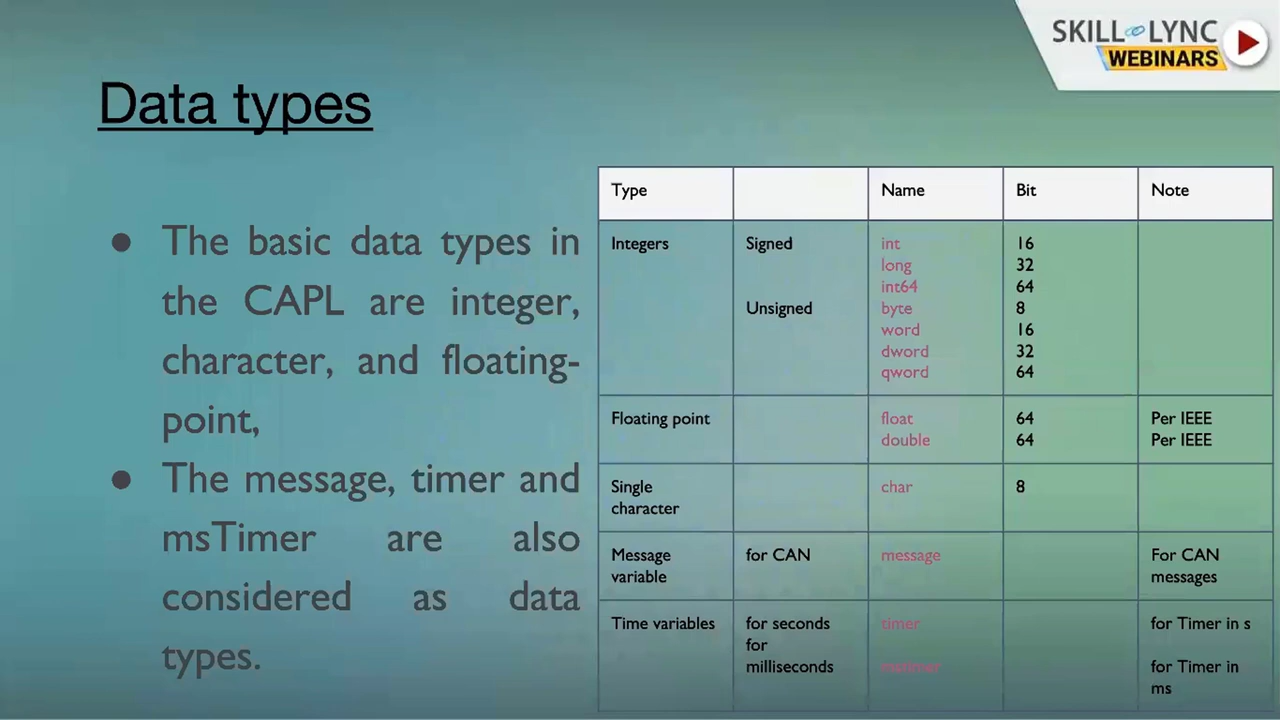 SKILL LYNC
WEBINARS
Data types
● The basic data types in
the CAPL are integer,
character, and floating-
point,
● The message, timer and
msTimer are also
considered as data
types.
Type Name Bit Note
Integers Signed int 16
long 32
int64 64
Unsigned byte 8
word 16
dword 32
qword 64
Floating point float 64 Per IEEE
double 64 Per IEEE
Single char 8
character
Message for CAN message For CAN
variable messages
Time variables for seconds timer for Timer in s
for
milliseconds mstimer for Timer in
ms